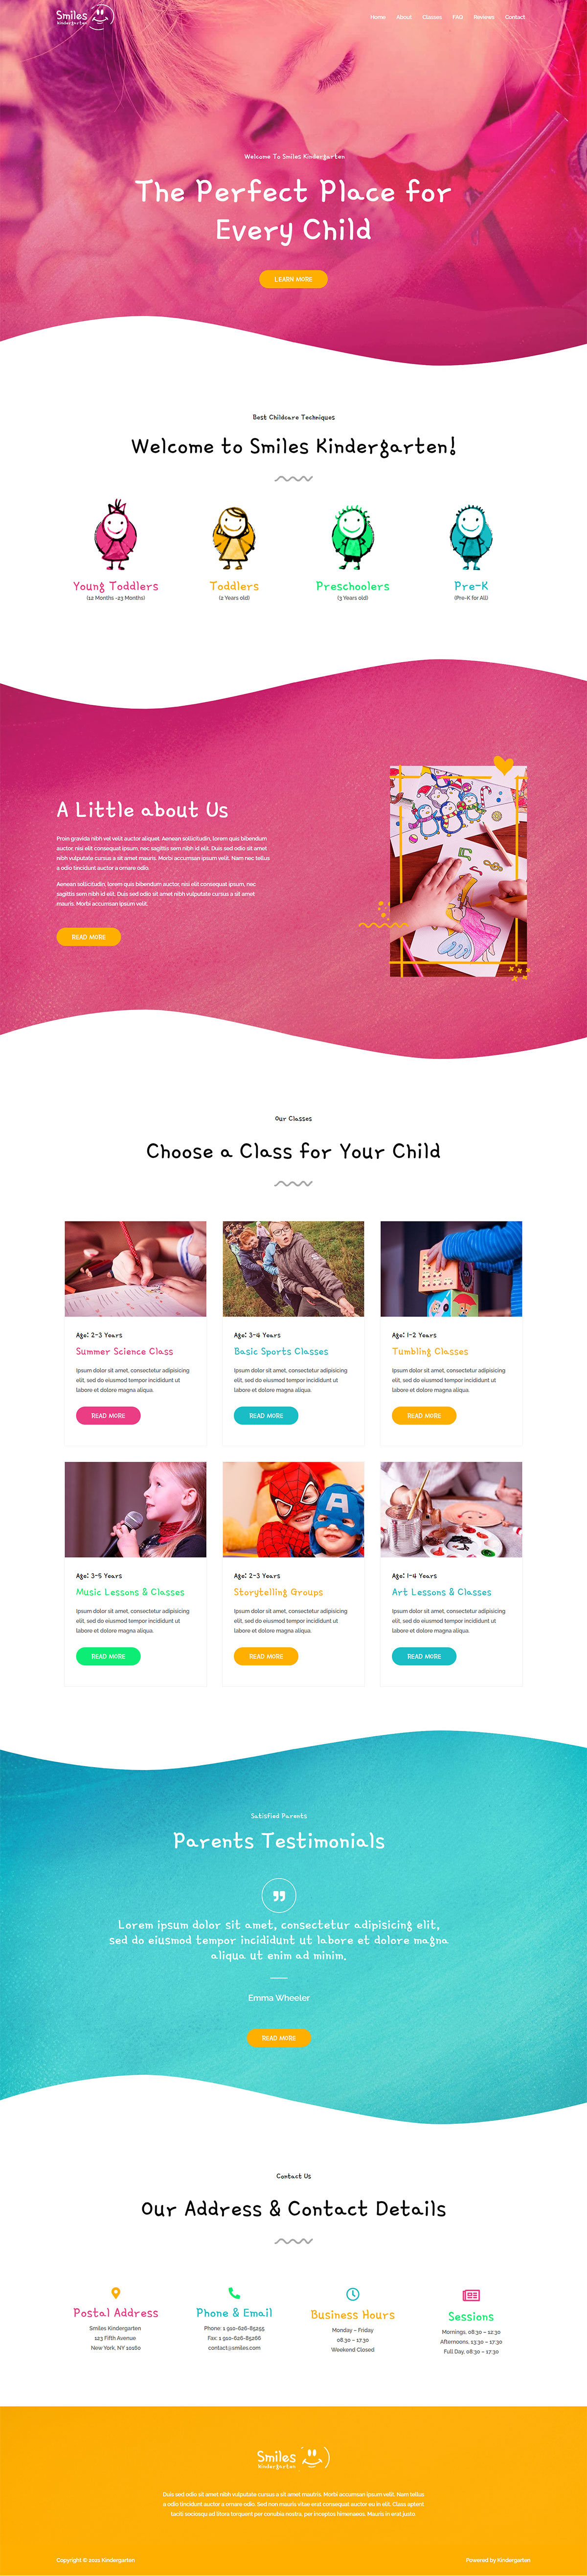 Smiles
kindergarten
Home About Classes FAQ Reviews Contact
Welcome To Smiles Kindergarten
The Perfect Place for
Every Child
LEARN MORE
Best Childcare Techniques
Welcome to Smiles Kindergarten!
Young Toddlers
(12 Months -23 Months)
Toddlers
(2 Years old)
Preschoolers
(3 Years old)
Pre-K
(Pre-K for All)
A Little about Us
Proin gravida nibh vel velit auctor aliquet. Aenean sollicitudin, lorem quis bibendum
auctor, nisi elit consequat ipsum, nec sagittis sem nibh id elit. Duis sed odio sit amet
nibh vulputate cursus a sit amet mauris. Morbi accumsan ipsum velit. Nam nec tellus
a odio tincidunt auctor a ornare odio.
Aenean sollicitudin, lorem quis bibendum auctor, nisi elit consequat ipsum, nec
sagittis sem nibh id elit. Duis sed odio sit amet nibh vulputate cursus a sit amet
mauris. Morbi accumsan ipsum velit.
READ MORE
Our Classes
Choose a Class for Your Child
Age: 2-3 Years
Summer Science Class
Ipsum dolor sit amet, consectetur adipisicing
elit, sed do eiusmod tempor incididunt ut
labore et dolore magna aliqua.
READ MORE
Age: 3-4 Years
Basic Sports Classes
Ipsum dolor sit amet, consectetur adipisicing
elit, sed do eiusmod tempor incididunt ut
labore et dolore magna aliqua.
READ MORE
Age: 1-2 Years
Tumbling Classes
Ipsum dolor sit amet, consectetur adipisicing
elit, sed do eiusmod tempor incididunt ut
labore et dolore magna aliqua.
READ MORE
Age: 3-5 Years
Music Lessons & Classes
Ipsum dolor sit amet, consectetur adipisicing
elit, sed do eiusmod tempor incididunt ut
labore et dolore magna aliqua.
READ MORE
Age: 2-3 Years
Storytelling Groups
Ipsum dolor sit amet, consectetur adipisicing
elit, sed do eiusmod tempor incididunt ut
labore et dolore magna aliqua.
READ MORE
Age: 1-4 Years
Art Lessons & Classes
Ipsum dolor sit amet, consectetur adipisicing
elit, sed do eiusmod tempor incididunt ut
labore et dolore magna aliqua.
READ MORE
Satisfied Parents
Parents Testimonials
Lorem ipsum dolor sit amet, consectetur adipisicing elit,
sed do eiusmod tempor incididunt ut labore et dolore magna
aliqua ut enim ad minim.
Emma Wheeler
READ MORE
Contact Us
Our Address & Contact Details
Postal Address
Smiles Kindergarten
123 Fifth Avenue
New York, NY 10160
Phone & Email
Phone: 1 910-626-85255
Fax: 1 910-626-85266
contact@smiles.com
Business Hours
Monday – Friday
08:30 – 17:30
Weekend Closed
Sessions
Mornings, 08:30 – 12:30
Afternoons, 13:30 – 17:30
Full Day, 08:30 – 17:30
Smiles
kindergarten
Duis sed odio sit amet nibh vulputate cursus a sit amet mautris. Morbi accumsan ipsum velit. Nam tellus
a odio tincidunt auctor a ornare odio. Sed non mauris vitae erat consequat auctor eu in elit. Class aptent
taciti sociosqu ad litora torquent per conubia nostra, per inceptos himenaeos. Mauris in erat justo.
Copyright © 2021 Kindergarten
Powered by Kindergarten